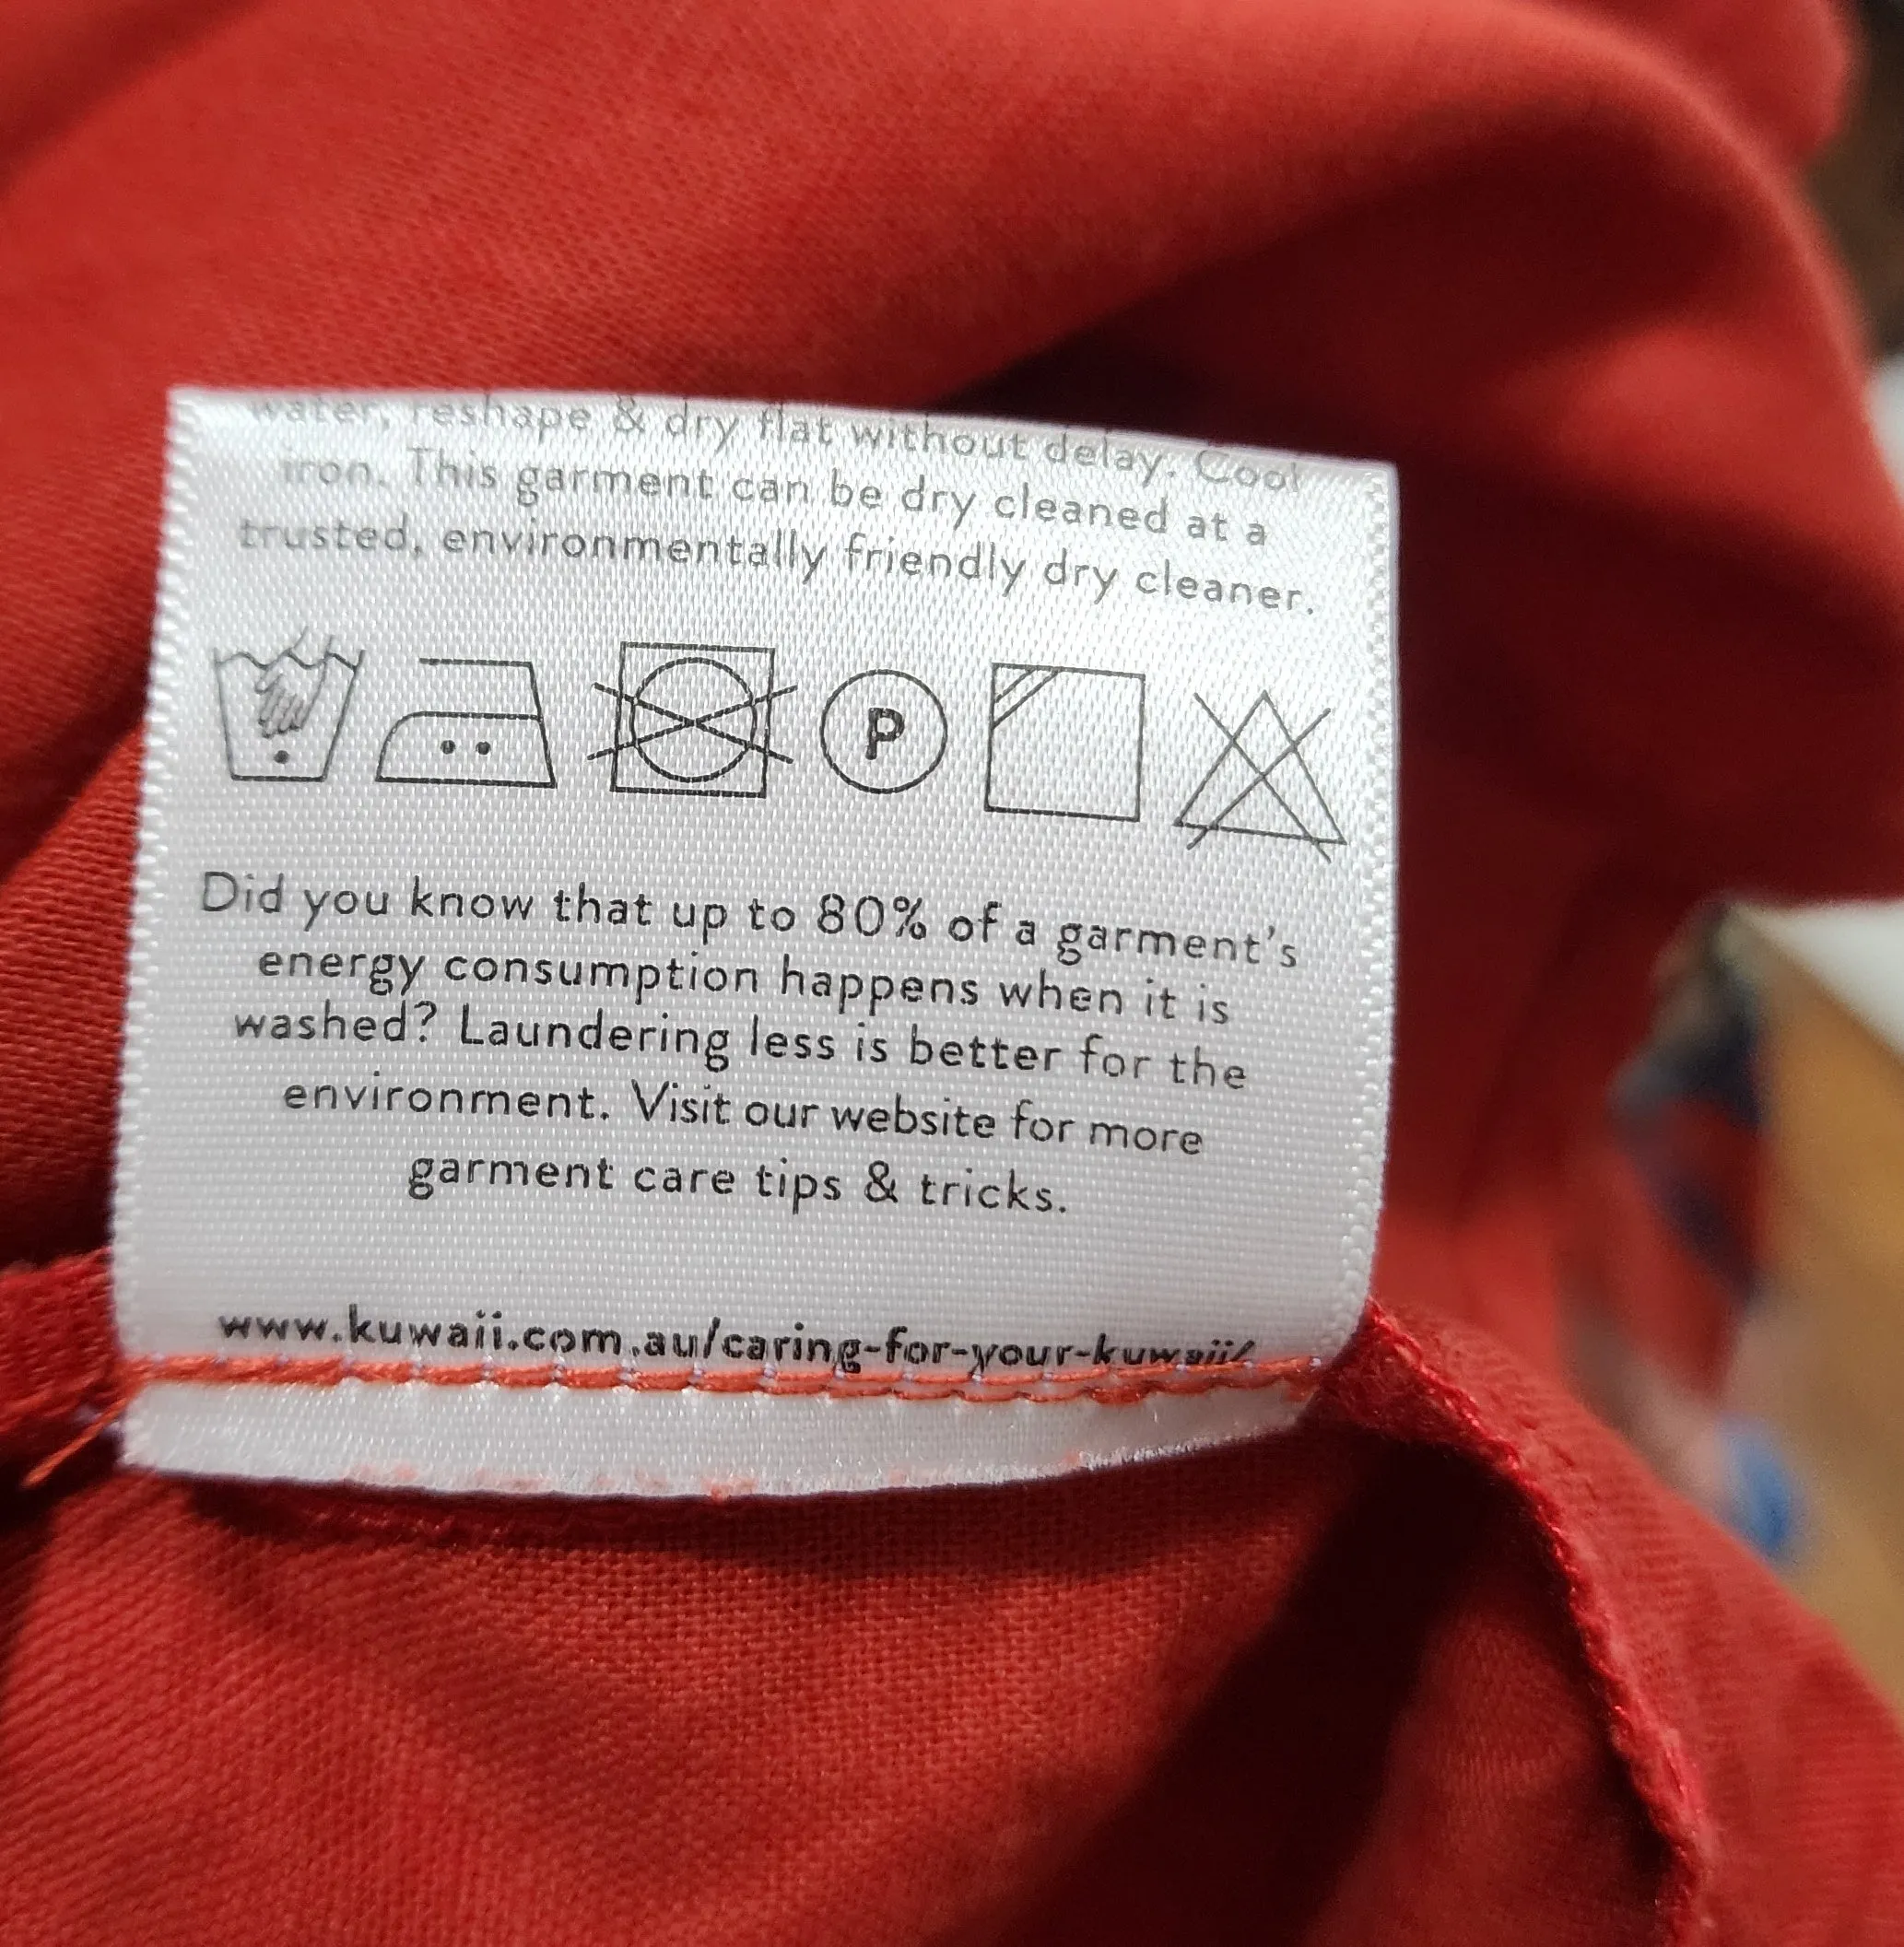 water, reshape & dry flat without delay. Cool
iron. This garment can be dry cleaned at a
trusted, environmentally friendly dry cleaner.
P
Did you know that up to 80% of a garment's
energy consumption happens when it is
washed? Laundering less is better for the
environment. Visit our website for more
garment care tips & tricks.
www.kuwaii.com.au/caring-for-your-kuwaii/